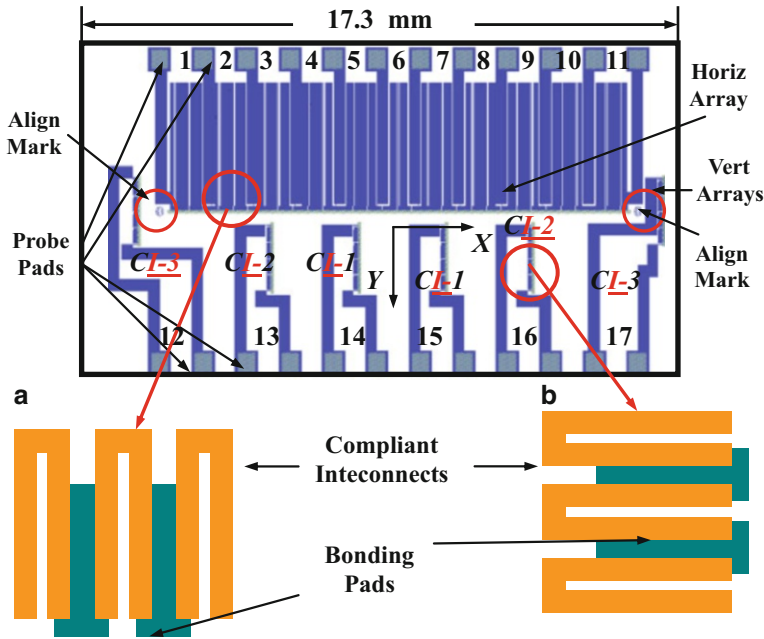 17.3 mm
1 2 3 4 5 6 7 8 9 10 11
Horiz
Array
Align
Mark
Vert
Arrays
Probe
Pads
CI-3
CI-2
CI-1
X
Y
CI-1
CI-2
CI-3
Align
Mark
12 13 14 15 16 17
a
b
Compliant
Inteconnects
Bonding
Pads